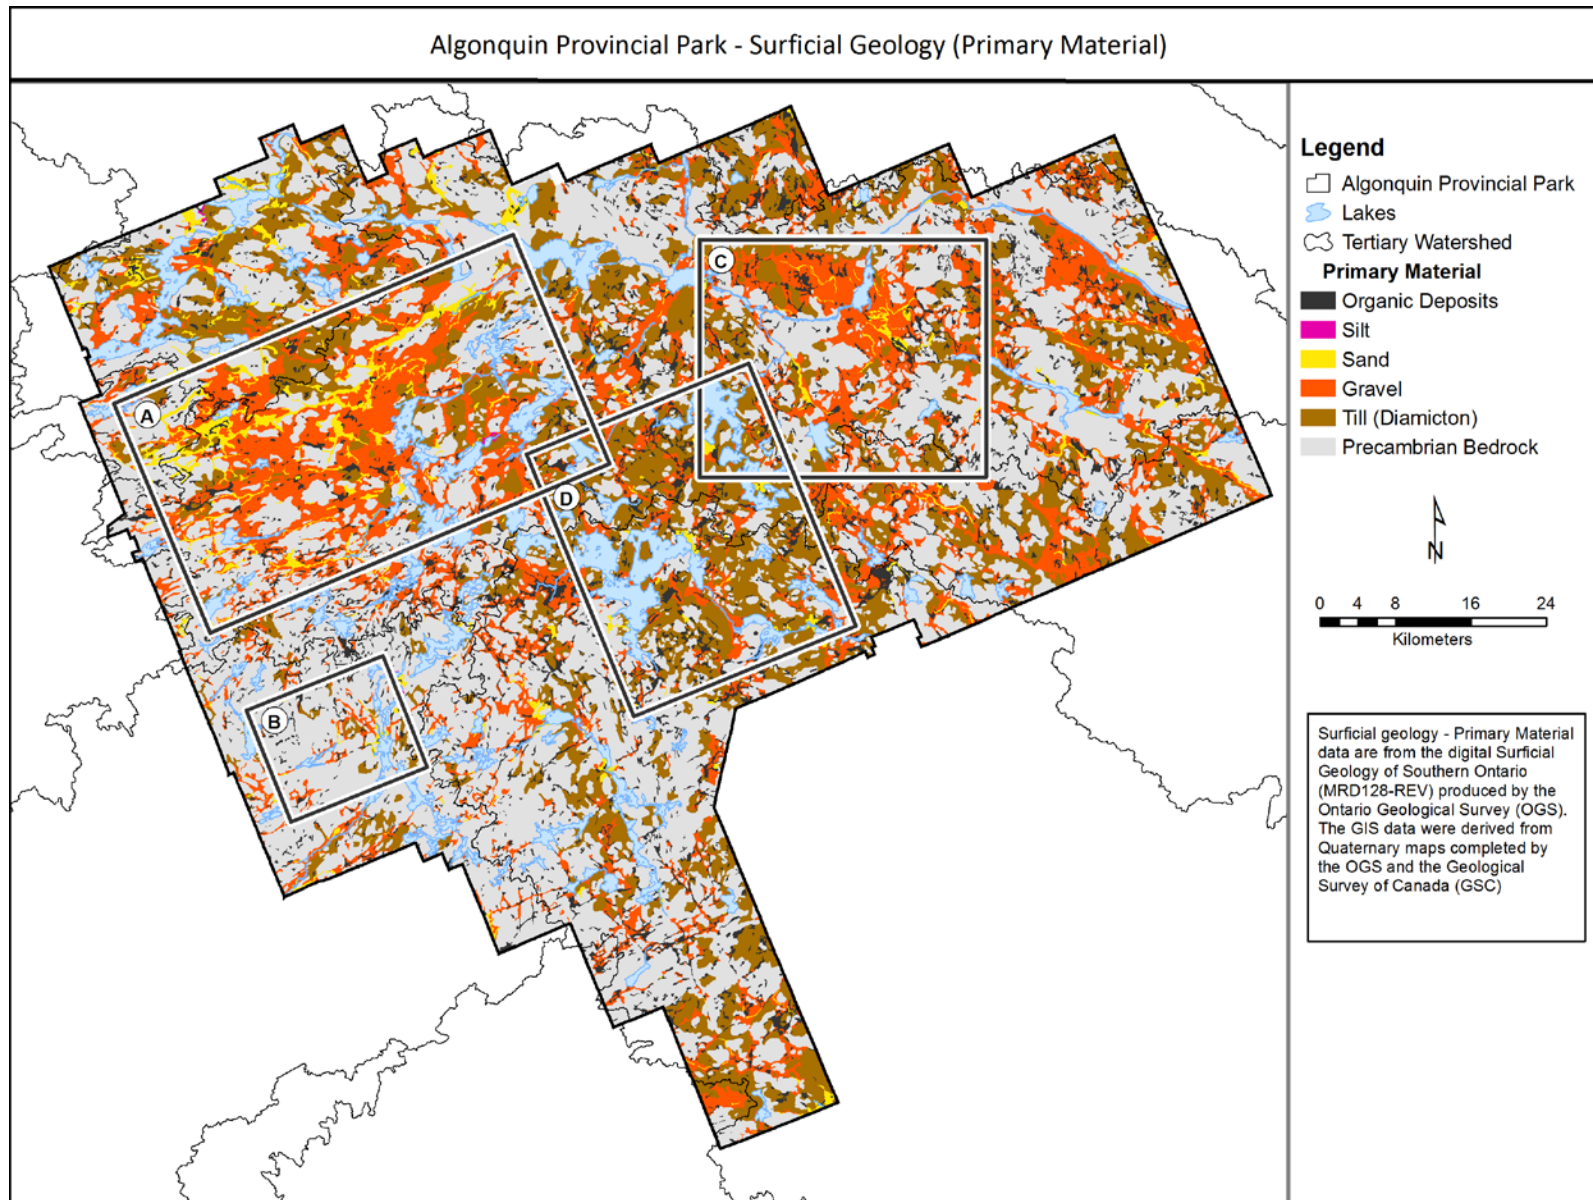 Algonquin Provincial Park - Surficial Geology (Primary Material)
A
B
C
D
Legend
Algonquin Provincial Park
Lakes
Tertiary Watershed
Primary Material
Organic Deposits
Silt
Sand
Gravel
Till (Diamicton)
Precambrian Bedrock
N
0 4 8 16 24
Kilometers
Surficial geology - Primary Material
data are from the digital Surficial
Geology of Southern Ontario
(MRD128-REV) produced by the
Ontario Geological Survey (OGS).
The GIS data were derived from
Quaternary maps completed by
the OGS and the Geological
Survey of Canada (GSC)